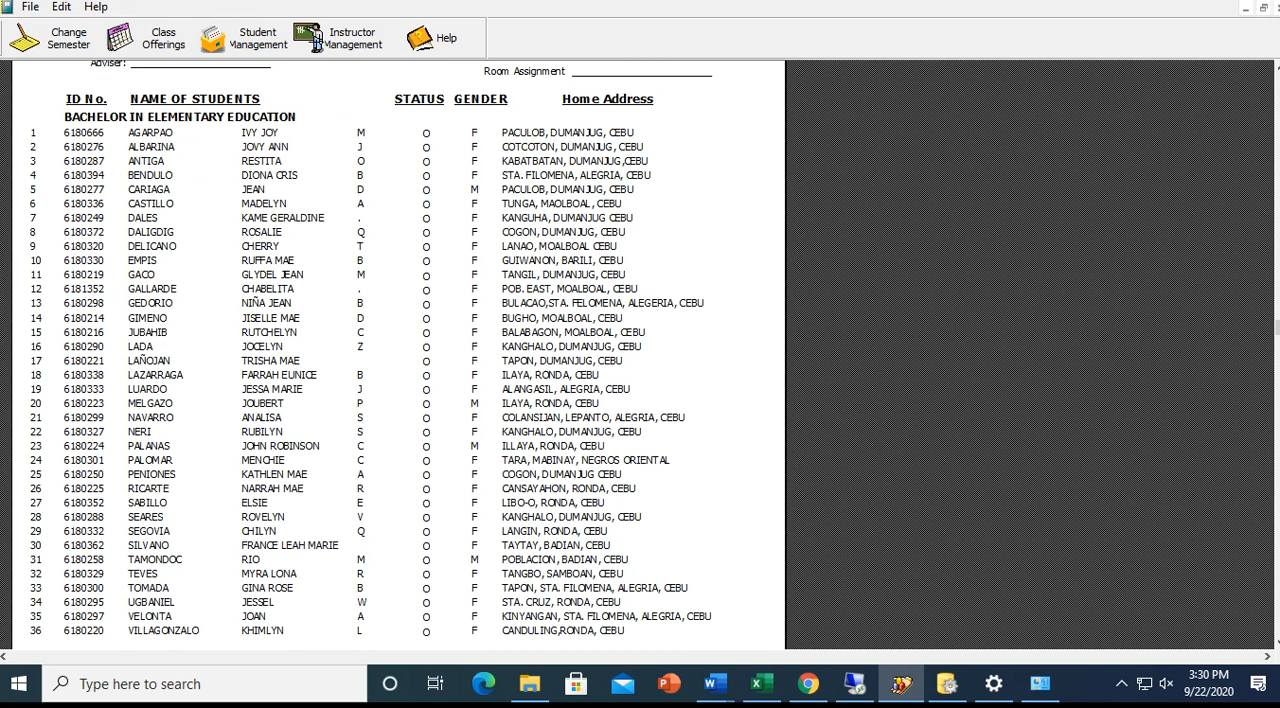 File Edit Help
Change Semester Class Offerings Student Management Instructor Management Help
Adviser:
Room Assignment
ID No. NAME OF STUDENTS STATUS GENDER Home Address
BACHELOR IN ELEMENTARY EDUCATION
1 6180666 AGARPAO IVY JOY M O F PACULOB, DUMANJUG, CEBU
2 6180276 ALBARINA JOVY ANN J O F COTCOTON, DUMANJUG, CEBU
3 6180287 ANTIGA RESTITA O O F KABATBATAN, DUMANJUG,CEBU
4 6180394 BENDULO DIONA CRIS B O F STA. FILOMENA, ALEGRIA, CEBU
5 6180277 CARIAGA JEAN D O M PACULOB, DUMANJUG, CEBU
6 6180336 CASTILLO MADELYN A O F TUNGA, MAOLBOAL, CEBU
7 6180249 DALES KAME GERALDINE . O F KANGUHA, DUMANJUG CEBU
8 6180372 DALIGDIG ROSALIE Q O F COGON, DUMANJUG, CEBU
9 6180320 DELICANO CHERRY T O F LANAO, MOALBOAL CEBU
10 6180330 EMPIS RUFFA MAE B O F GUIWANON, BARILI, CEBU
11 6180219 GACO GLYDEL JEAN M O F TANGIL, DUMANJUG, CEBU
12 6181352 GALLARDE CHABELITA . O F POB. EAST, MOALBOAL, CEBU
13 6180298 GEDORIO NIÑA JEAN B O F BULACAO,STA. FELOMENA, ALEGERIA, CEBU
14 6180214 GIMENO JISELLE MAE D O F BUGHO, MOALBOAL, CEBU
15 6180216 JUBAHIB RUTCHELYN C O F BALABAGON, MOALBOAL, CEBU
16 6180290 LADA JOCELYN Z O F KANGHALO, DUMANJUG, CEBU
17 6180221 LAÑOJAN TRISHA MAE O F TAPON, DUMANJUG, CEBU
18 6180338 LAZARRAGA FARRAH EUNICE B O F ILAYA, RONDA, CEBU
19 6180333 LUARDO JESSA MARIE J O F ALANGASIL, ALEGRIA, CEBU
20 6180223 MELGAZO JOUBERT P O M ILAYA, RONDA, CEBU
21 6180299 NAVARRO ANALISA S O F COLANSIJAN, LEPANTO, ALEGRIA, CEBU
22 6180327 NERI RUBILYN S O F KANGHALO, DUMANJUG, CEBU
23 6180224 PALANAS JOHN ROBINSON C O M ILLAYA, RONDA, CEBU
24 6180301 PALOMAR MENCHIE C O F TARA, MABINAY, NEGROS ORIENTAL
25 6180250 PENIONES KATHLEN MAE A O F COGON, DUMANJUG CEBU
26 6180225 RICARTE NARRAH MAE R O F CANSAYAHON, RONDA, CEBU
27 6180352 SABILLO ELSIE E O F LIBO-O, RONDA, CEBU
28 6180288 SEARES ROVELYN V O F KANGHALO, DUMANJUG, CEBU
29 6180332 SEGOVIA CHILYN Q O F LANGIN, RONDA, CEBU
30 6180362 SILVANO FRANCE LEAH MARIE O F TAYTAY, BADIAN, CEBU
31 6180258 TAMONDOC RIO M O M POBLACION, BADIAN, CEBU
32 6180329 TEVES MYRA LONA R O F TANGBO, SAMBOAN, CEBU
33 6180300 TOMADA GINA ROSE B O F TAPON, STA. FILOMENA, ALEGRIA, CEBU
34 6180295 UGBANIEL JESSEL W O F STA. CRUZ, RONDA, CEBU
35 6180297 VELONTA JOAN A O F KINYANGAN, STA. FILOMENA, ALEGRIA, CEBU
36 6180220 VILLAGONZALO KHIMLYN L O F CANDULING,RONDA, CEBU
Type here to search
3:30 PM
9/22/2020